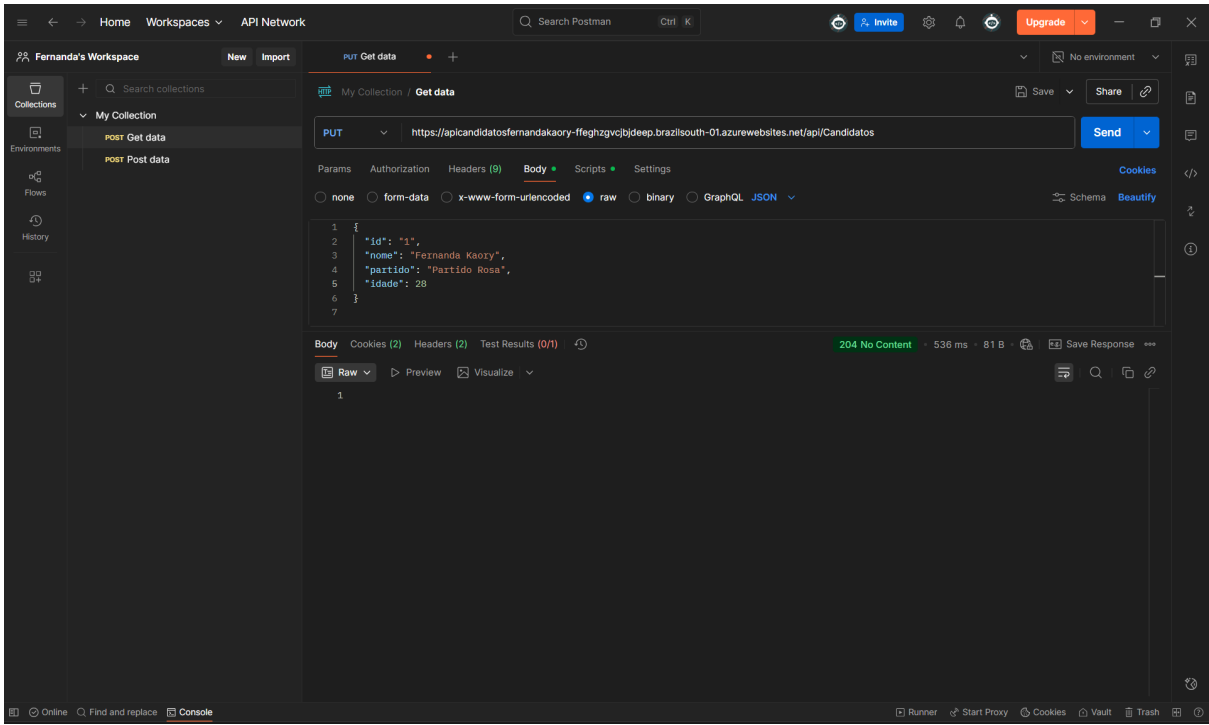 Home Workspaces API Network Search Postman Ctrl K Invite Upgrade
Fernanda's Workspace New Import PUT Get data No environment
Collections Search collections My Collection / Get data Save Share
My Collection
Environments POST Get data PUT https://apicandidatosfernandakaory-ffeghzgvcjbjdeep.brazilsouth-01.azurewebsites.net/api/Candidatos Send
POST Post data
Flows Params Authorization Headers (9) Body Scripts Settings Cookies
History none form-data x-www-form-urlencoded raw binary GraphQL JSON Schema Beautify
1 {
2 "id": "1",
3 "nome": "Fernanda Kaory",
4 "partido": "Partido Rosa",
5 "idade": 28
6 }
7
Body Cookies (2) Headers (2) Test Results (0/1) 204 No Content 536 ms 81 B Save Response
Raw Preview Visualize
1
Online Find and replace Console Runner Start Proxy Cookies Vault Trash